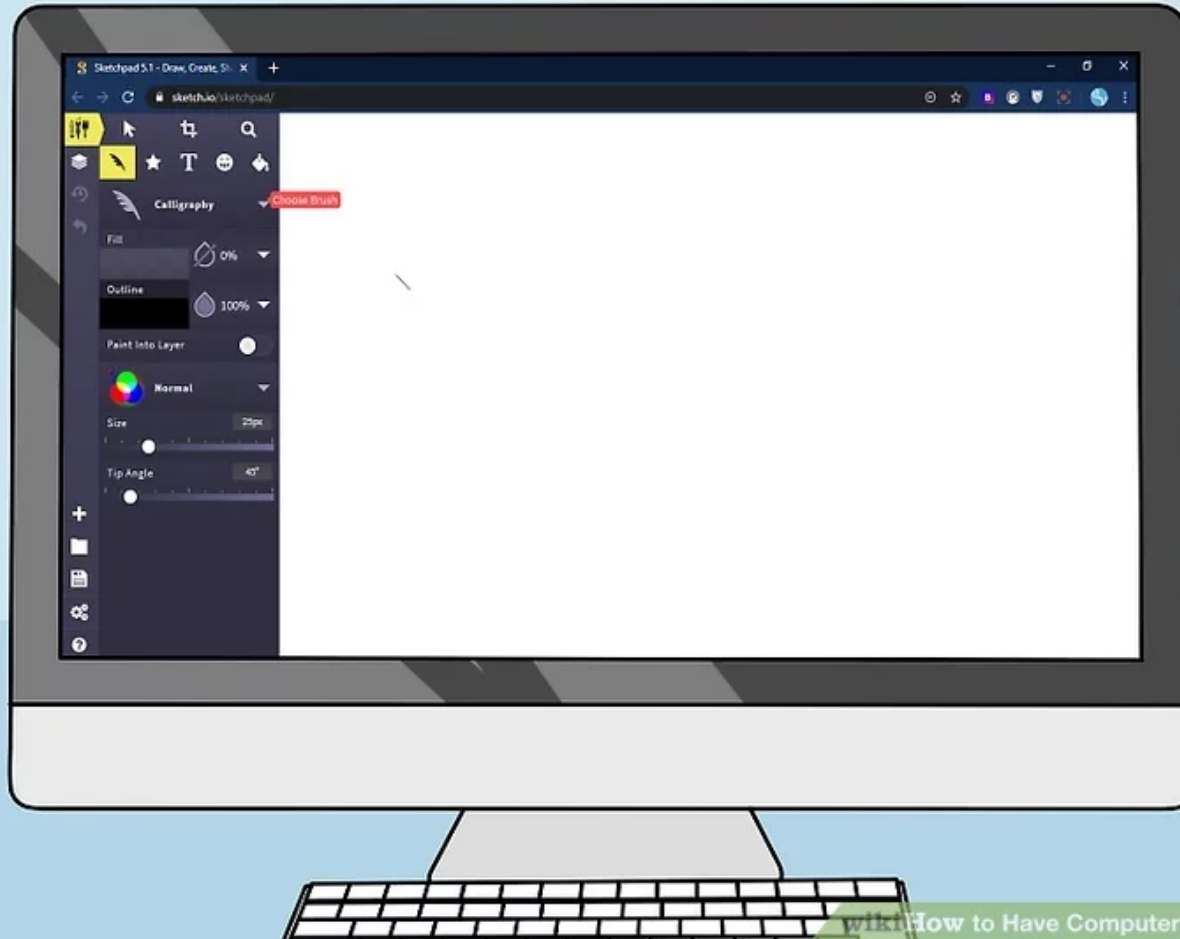 Sketchpad 5.1 - Draw, Create, Sh
sketch.io/sketchpad/
T
Calligraphy
Choose Brush
Fill
0%
Outline
100%
Paint Into Layer
Normal
Size
25px
Tip Angle
45°
wikiHow to Have Computer